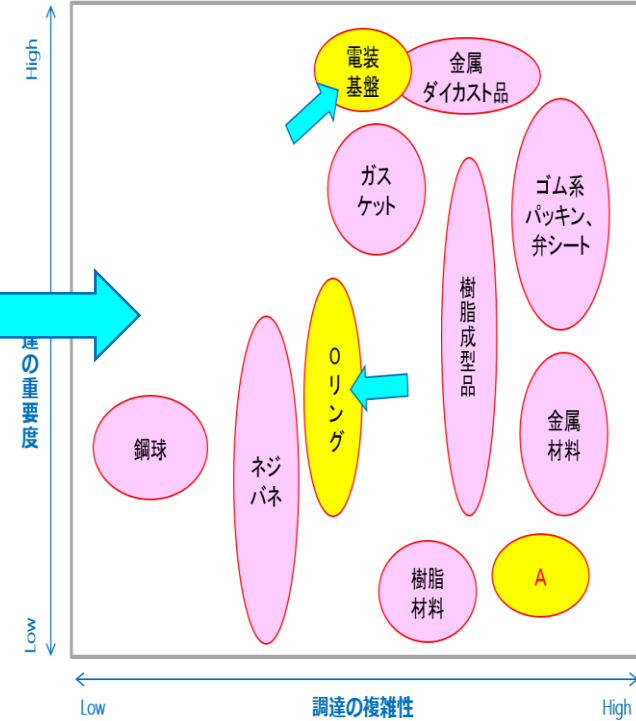 High
電装
基盤
金属
ダイカスト品
ガス
ケット
ゴム系
パッキン、
弁シート
樹脂成型品
Oリング
達の重要度
鋼球
ネジ
バネ
金属
材料
樹脂
材料
A
Low
Low
調達の複雑性
High